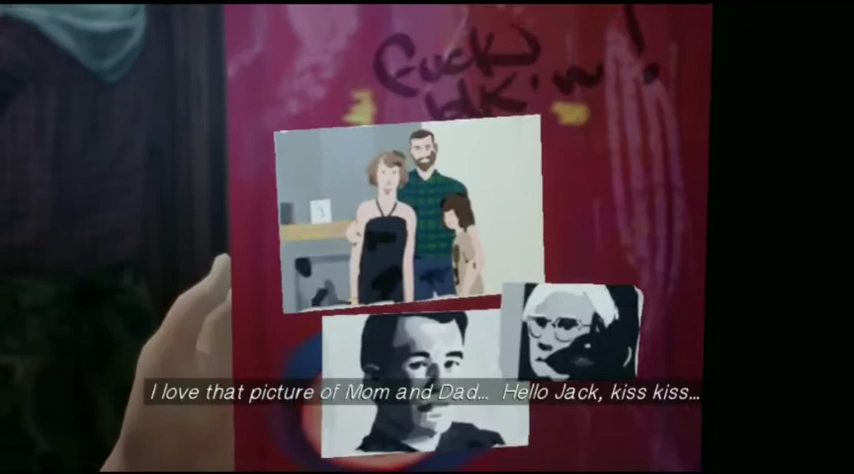 Fuck
I love that picture of Mom and Dad... Hello Jack, kiss kiss...